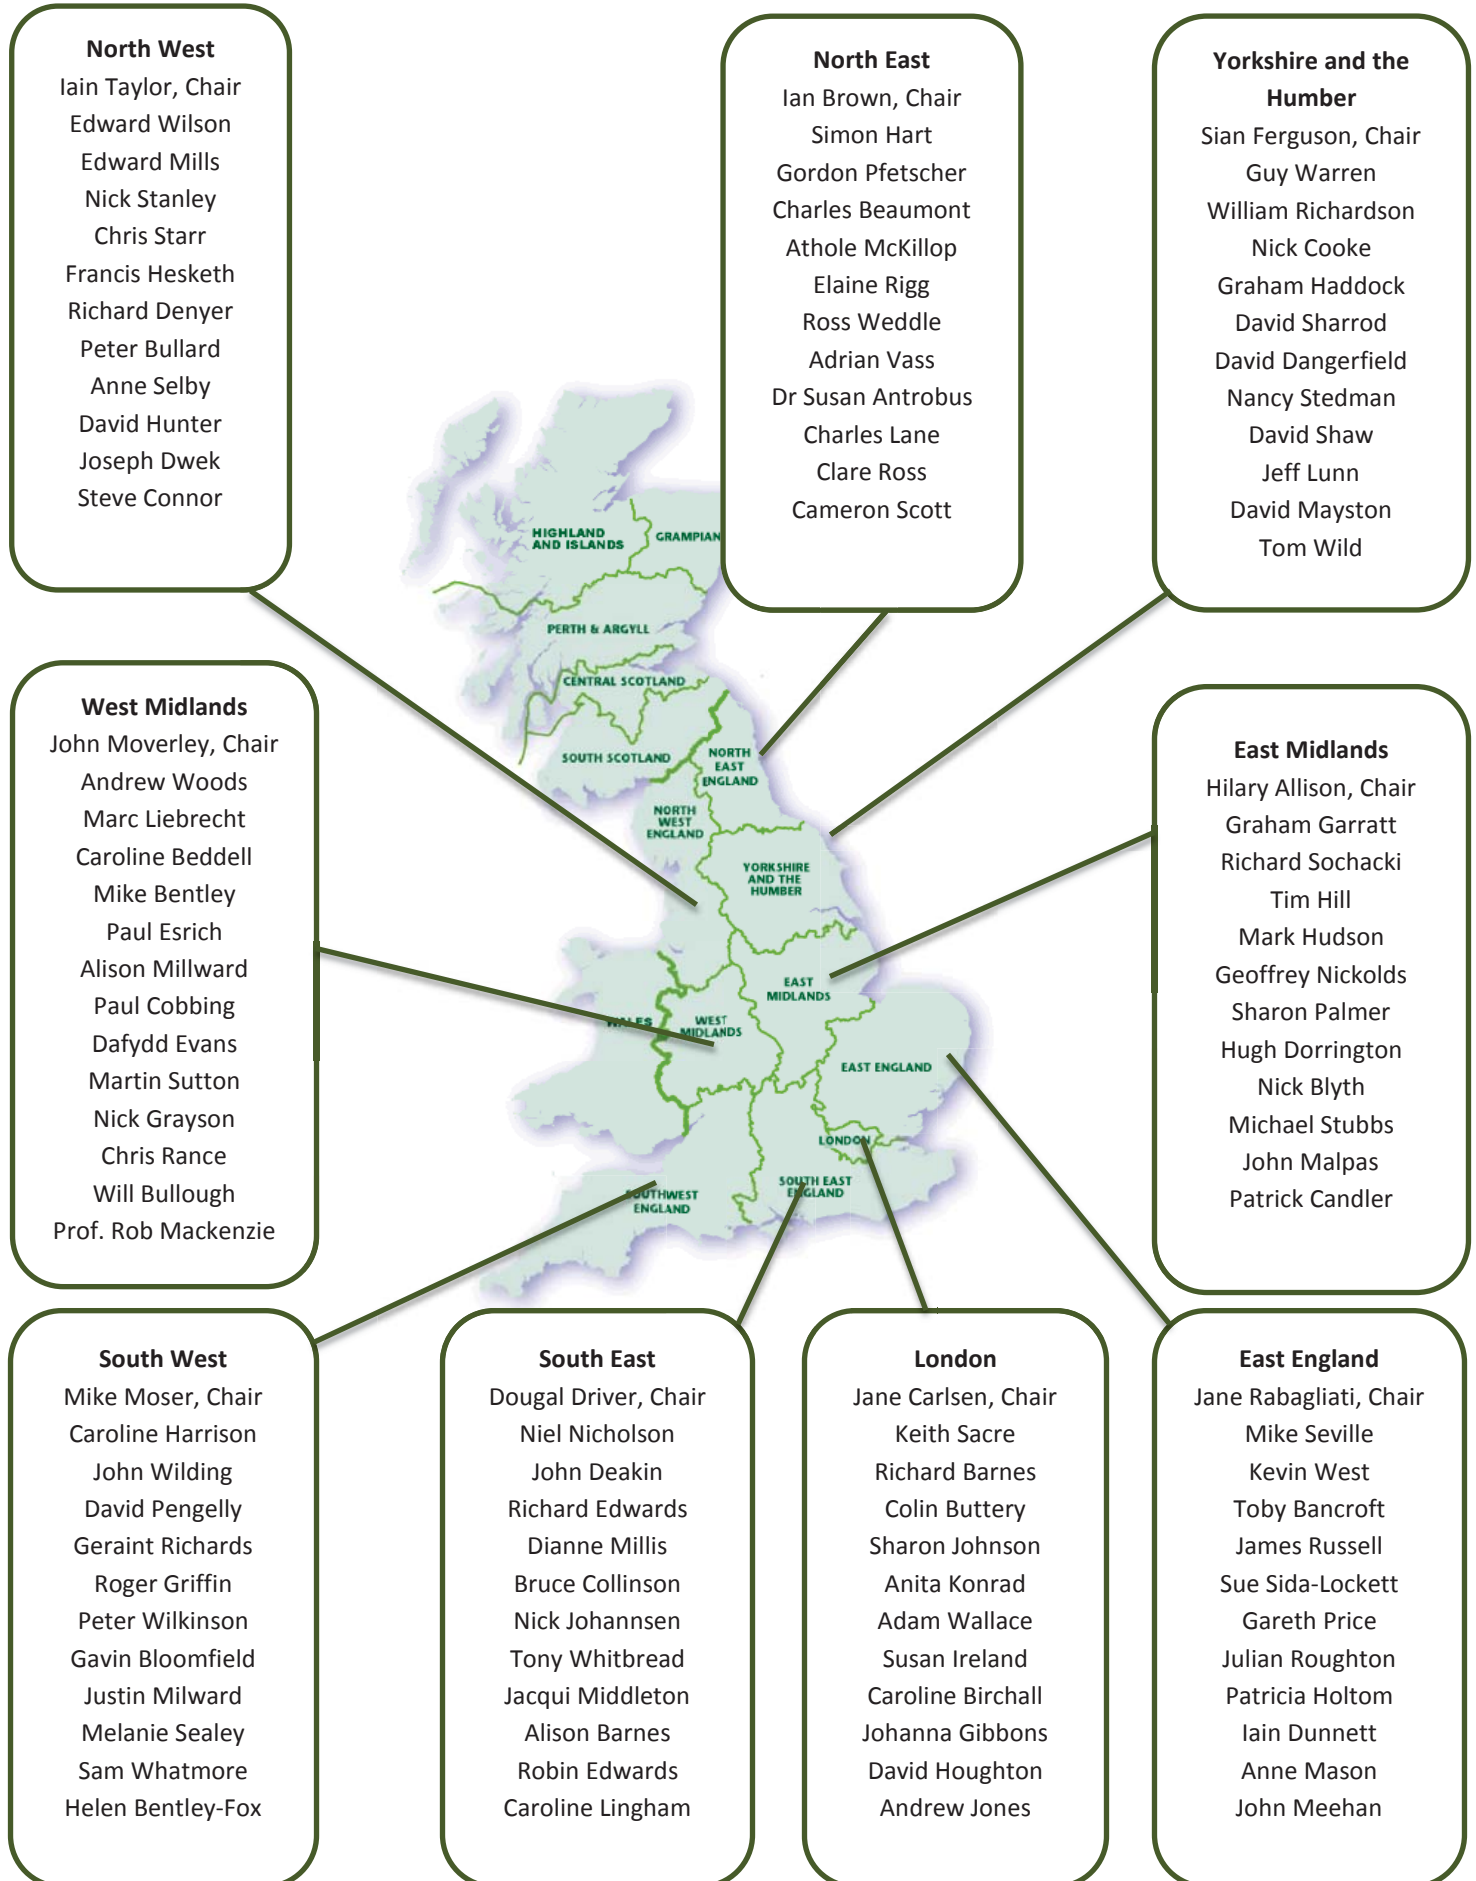 North West
Iain Taylor, Chair
Edward Wilson
Edward Mills
Nick Stanley
Chris Starr
Francis Hesketh
Richard Denyer
Peter Bullard
Anne Selby
David Hunter
Joseph Dwek
Steve Connor
North East
Ian Brown, Chair
Simon Hart
Gordon Pfetscher
Charles Beaumont
Athole McKillop
Elaine Rigg
Ross Weddle
Adrian Vass
Dr Susan Antrobus
Charles Lane
Clare Ross
Cameron Scott
Yorkshire and the
Humber
Sian Ferguson, Chair
Guy Warren
William Richardson
Nick Cooke
Graham Haddock
David Sharrod
David Dangerfield
Nancy Stedman
David Shaw
Jeff Lunn
David Mayston
Tom Wild
HIGHLAND
AND ISLANDS
GRAMPIAN
PERTH & ARGYLL
CENTRAL SCOTLAND
SOUTH SCOTLAND
NORTH
EAST
ENGLAND
NORTH
WEST
ENGLAND
YORKSHIRE
AND THE
HUMBER
EAST
MIDLANDS
WALES
WEST
MIDLANDS
EAST ENGLAND
LONDON
SOUTH EAST
ENGLAND
SOUTHWEST
ENGLAND
West Midlands
John Moverley, Chair
Andrew Woods
Marc Liebrecht
Caroline Beddell
Mike Bentley
Paul Esrich
Alison Millward
Paul Cobbing
Dafydd Evans
Martin Sutton
Nick Grayson
Chris Rance
Will Bullough
Prof. Rob Mackenzie
East Midlands
Hilary Allison, Chair
Graham Garratt
Richard Sochacki
Tim Hill
Mark Hudson
Geoffrey Nickolds
Sharon Palmer
Hugh Dorrington
Nick Blyth
Michael Stubbs
John Malpas
Patrick Candler
South West
Mike Moser, Chair
Caroline Harrison
John Wilding
David Pengelly
Geraint Richards
Roger Griffin
Peter Wilkinson
Gavin Bloomfield
Justin Milward
Melanie Sealey
Sam Whatmore
Helen Bentley-Fox
South East
Dougal Driver, Chair
Niel Nicholson
John Deakin
Richard Edwards
Dianne Millis
Bruce Collinson
Nick Johannsen
Tony Whitbread
Jacqui Middleton
Alison Barnes
Robin Edwards
Caroline Lingham
London
Jane Carlsen, Chair
Keith Sacre
Richard Barnes
Colin Buttery
Sharon Johnson
Anita Konrad
Adam Wallace
Susan Ireland
Caroline Birchall
Johanna Gibbons
David Houghton
Andrew Jones
East England
Jane Rabagliati, Chair
Mike Seville
Kevin West
Toby Bancroft
James Russell
Sue Sida-Lockett
Gareth Price
Julian Roughton
Patricia Holtom
Iain Dunnett
Anne Mason
John Meehan